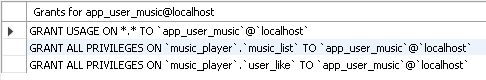 Grants for app_user_music@localhost
GRANT USAGE ON *.* TO `app_user_music`@`localhost`
GRANT ALL PRIVILEGES ON `music_player`.`music_list` TO `app_user_music`@`localhost`
GRANT ALL PRIVILEGES ON `music_player`.`user_like` TO `app_user_music`@`localhost`